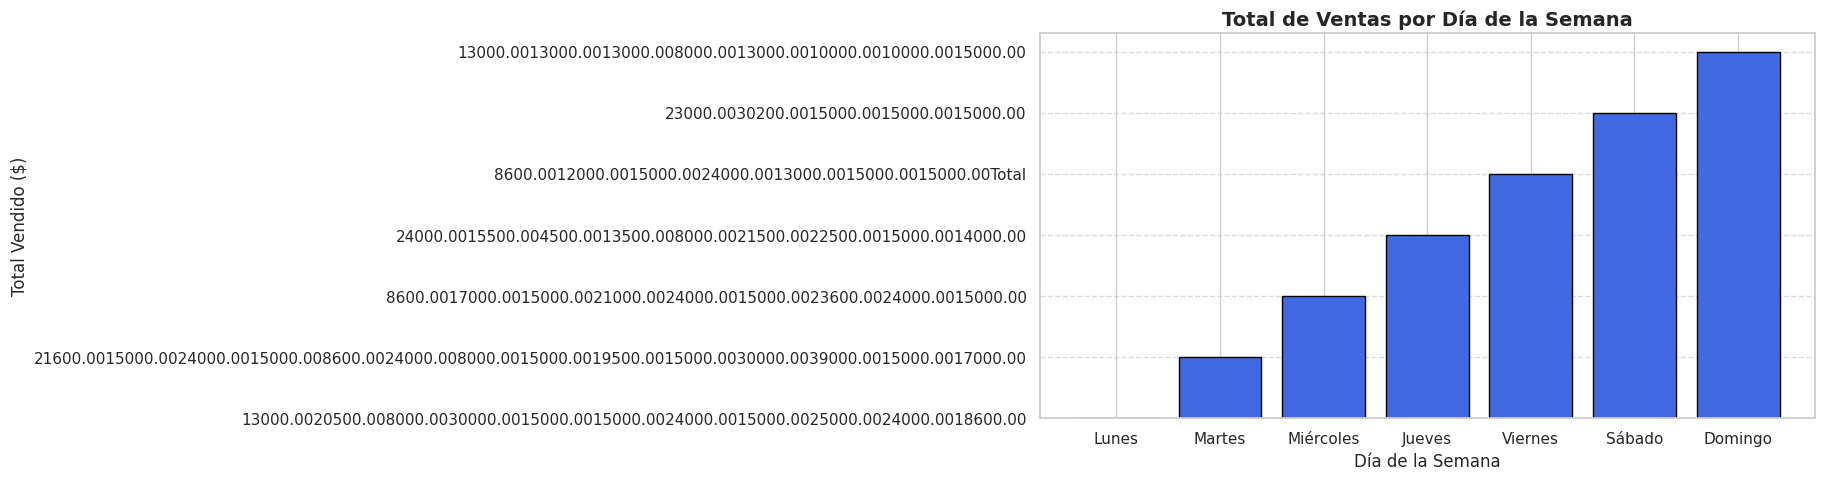 Total de Ventas por Día de la Semana
Total Vendido ($)
13000.0013000.0013000.008000.0013000.0010000.0010000.0015000.00
23000.0030200.0015000.0015000.0015000.00
8600.0012000.0015000.0024000.0013000.0015000.0015000.00Total
24000.0015500.004500.0013500.008000.0021500.0022500.0015000.0014000.00
8600.0017000.0015000.0021000.0024000.0015000.0023600.0024000.0015000.00
21600.0015000.0024000.0015000.008600.0024000.008000.0015000.0019500.0015000.0030000.0039000.0015000.0017000.00
13000.0020500.008000.0030000.0015000.0015000.0024000.0015000.0025000.0024000.0018600.00
Lunes Martes Miércoles Jueves Viernes Sábado Domingo
Día de la Semana